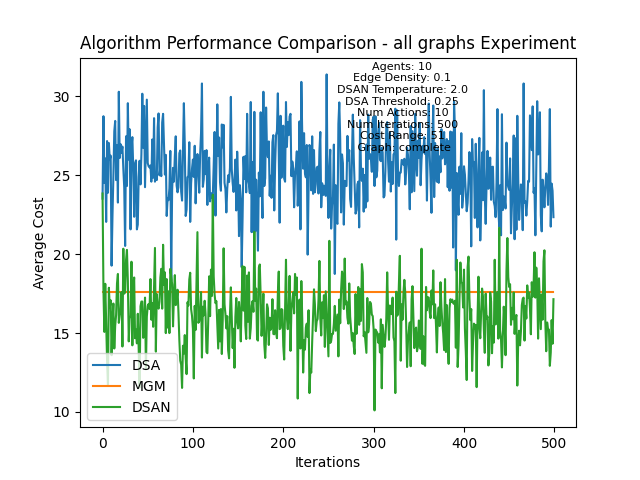 Algorithm Performance Comparison - all graphs Experiment
Agents: 10
Edge Density: 0.1
DSAN Temperature: 2.0
DSA Threshold: 0.25
Num Actions: 10
Num Iterations: 500
Cost Range: 51
Graph: complete
30
25
20
15
10
Average Cost
DSA
MGM
DSAN
0
100
200
300
400
500
Iterations